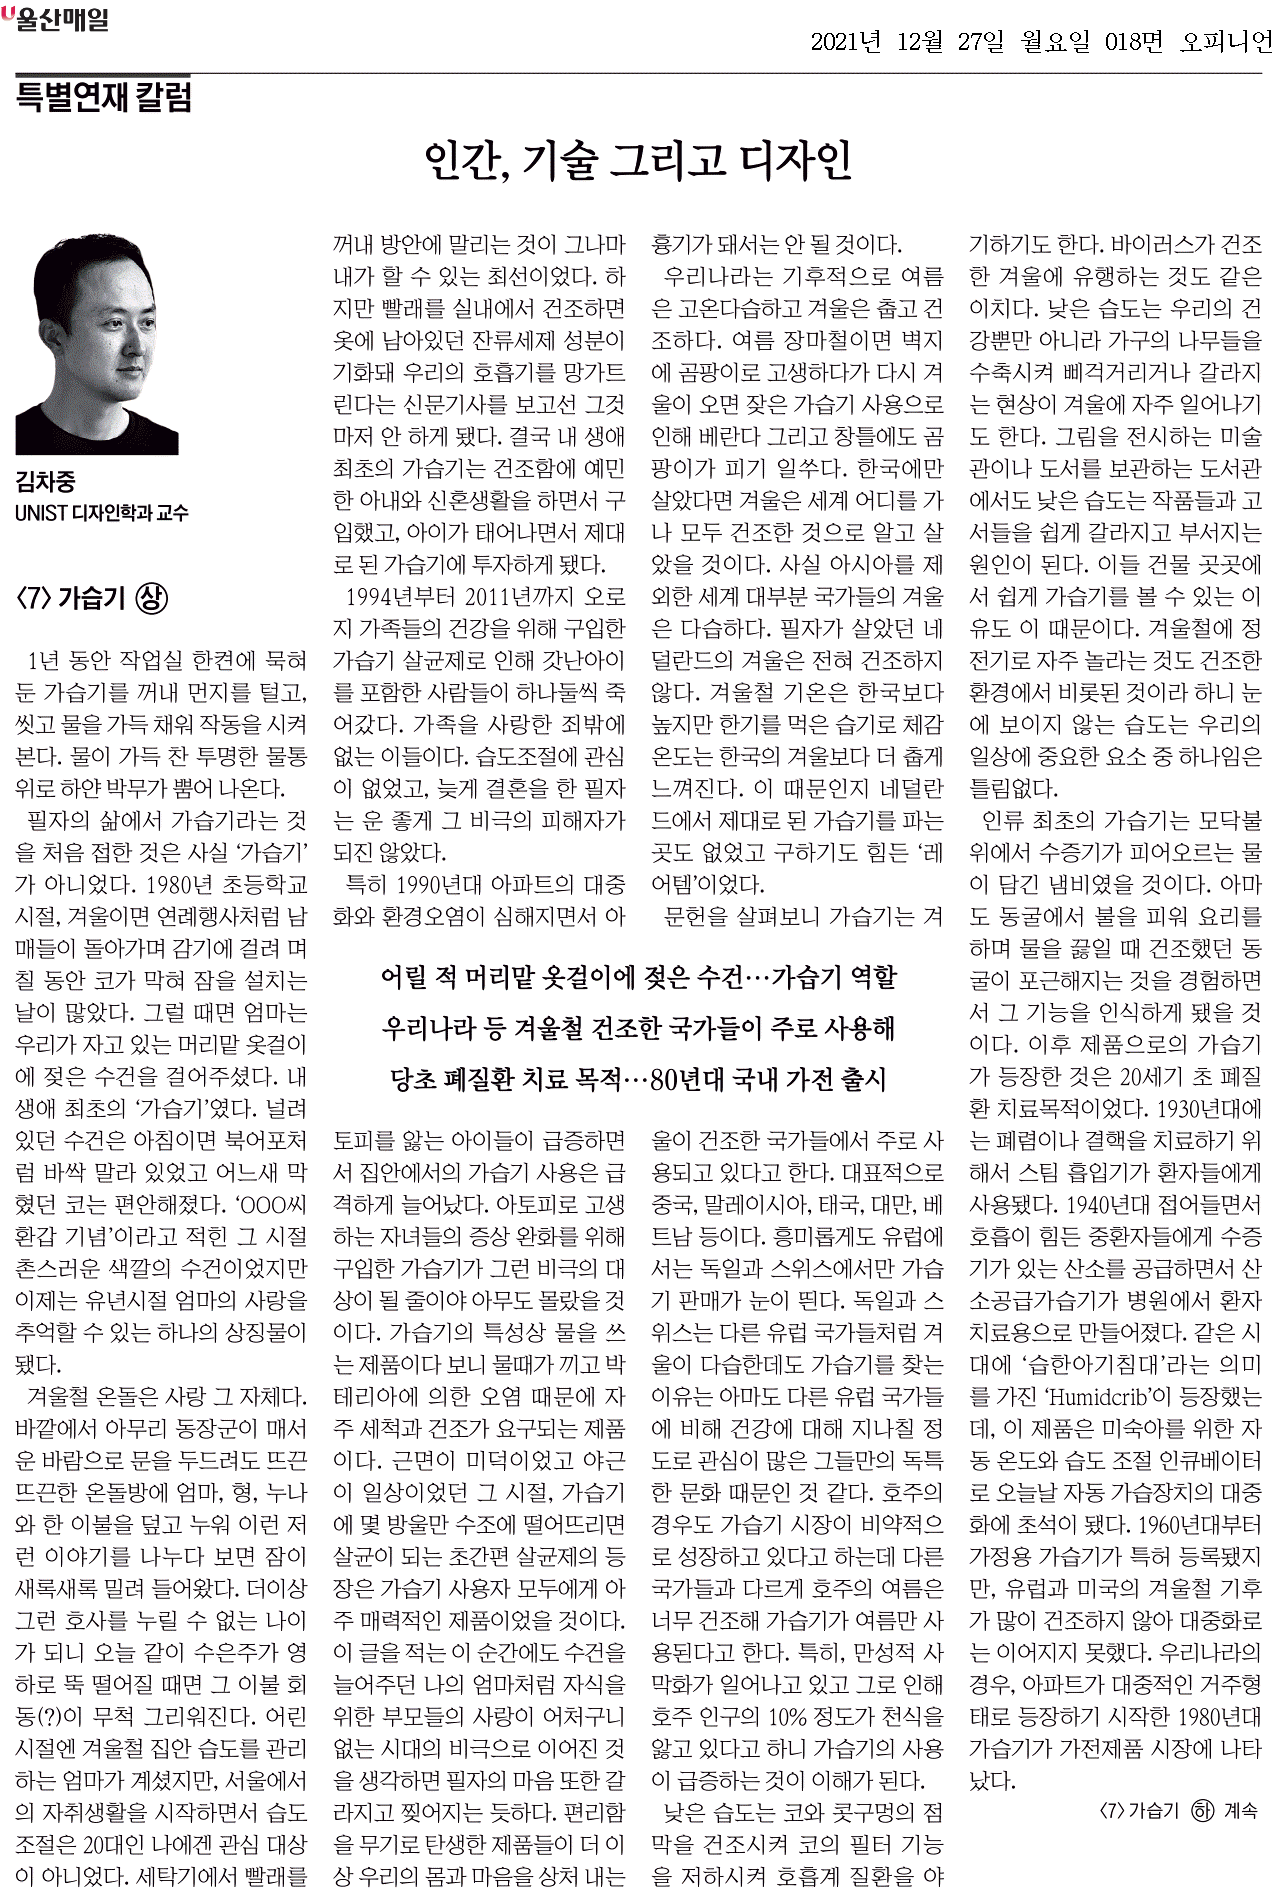 울산매일
2021년 12월 27일 월요일 018면 오피니언
특별연재 칼럼
인간, 기술 그리고 디자인
김차중
UNIST 디자인학과 교수
<7> 가습기 ㊤
1년 동안 작업실 한켠에 묵혀
둔 가습기를 꺼내 먼지를 털고,
씻고 물을 가득 채워 작동을 시켜
본다. 물이 가득 찬 투명한 물통
위로 하얀 박무가 뿜어 나온다.
필자의 삶에서 가습기라는 것
을 처음 접한 것은 사실 ‘가습기’
가 아니었다. 1980년 초등학교
시절, 겨울이면 연례행사처럼 남
매들이 돌아가며 감기에 걸려 며
칠 동안 코가 막혀 잠을 설치는
날이 많았다. 그럴 때면 엄마는
우리가 자고 있는 머리맡 옷걸이
에 젖은 수건을 걸어주셨다. 내
생애 최초의 ‘가습기’였다. 널려
있던 수건은 아침이면 북어포처
럼 바싹 말라 있었고 어느새 막
혔던 코는 편안해졌다. ‘OOO씨
환갑 기념’이라고 적힌 그 시절
촌스러운 색깔의 수건이었지만
이제는 유년시절 엄마의 사랑을
추억할 수 있는 하나의 상징물이
됐다.
겨울철 온돌은 사랑 그 자체다.
바깥에서 아무리 동장군이 매서
운 바람으로 문을 두드려도 뜨끈
뜨끈한 온돌방에 엄마, 형, 누나
와 한 이불을 덮고 누워 이런 저
런 이야기를 나누다 보면 잠이
새록새록 밀려 들어왔다. 더이상
그런 호사를 누릴 수 없는 나이
가 되니 오늘 같이 수은주가 영
하로 뚝 떨어질 때면 그 이불 회
동(?)이 무척 그리워진다. 어린
시절엔 겨울철 집안 습도를 관리
하는 엄마가 계셨지만, 서울에서
의 자취생활을 시작하면서 습도
조절은 20대인 나에겐 관심 대상
이 아니었다. 세탁기에서 빨래를
꺼내 방안에 말리는 것이 그나마
내가 할 수 있는 최선이었다. 하
지만 빨래를 실내에서 건조하면
옷에 남아있던 잔류세제 성분이
기화돼 우리의 호흡기를 망가트
린다는 신문기사를 보고선 그것
마저 안 하게 됐다. 결국 내 생애
최초의 가습기는 건조함에 예민
한 아내와 신혼생활을 하면서 구
입했고, 아이가 태어나면서 제대
로 된 가습기에 투자하게 됐다.
1994년부터 2011년까지 오로
지 가족들의 건강을 위해 구입한
가습기 살균제로 인해 갓난아이
를 포함한 사람들이 하나둘씩 죽
어갔다. 가족을 사랑한 죄밖에
없는 이들이다. 습도조절에 관심
이 없었고, 늦게 결혼을 한 필자
는 운 좋게 그 비극의 피해자가
되진 않았다.
특히 1990년대 아파트의 대중
화와 환경오염이 심해지면서 아
어릴 적 머리맡 옷걸이에 젖은 수건…가습기 역할
우리나라 등 겨울철 건조한 국가들이 주로 사용해
당초 폐질환 치료 목적…80년대 국내 가전 출시
토피를 앓는 아이들이 급증하면
서 집안에서의 가습기 사용은 급
격하게 늘어났다. 아토피로 고생
하는 자녀들의 증상 완화를 위해
구입한 가습기가 그런 비극의 대
상이 될 줄이야 아무도 몰랐을 것
이다. 가습기의 특성상 물을 쓰
는 제품이다 보니 물때가 끼고 박
테리아에 의한 오염 때문에 자
주 세척과 건조가 요구되는 제품
이다. 근면이 미덕이었고 야근
이 일상이었던 그 시절, 가습기
에 몇 방울만 수조에 떨어뜨리면
살균이 되는 초간편 살균제의 등
장은 가습기 사용자 모두에게 아
주 매력적인 제품이었을 것이다.
이 글을 적는 이 순간에도 수건을
늘어주던 나의 엄마처럼 자식을
위한 부모들의 사랑이 어처구니
없는 시대의 비극으로 이어진 것
을 생각하면 필자의 마음 또한 갈
라지고 찢어지는 듯하다. 편리함
을 무기로 탄생한 제품들이 더 이
상 우리의 몸과 마음을 상처 내는
흉기가 돼서는 안 될 것이다.
우리나라는 기후적으로 여름
은 고온다습하고 겨울은 춥고 건
조하다. 여름 장마철이면 벽지
에 곰팡이로 고생하다가 다시 겨
울이 오면 잦은 가습기 사용으로
인해 베란다 그리고 창틀에도 곰
팡이가 피기 일쑤다. 한국에만
살았다면 겨울은 세계 어디를 가
나 모두 건조한 것으로 알고 살
았을 것이다. 사실 아시아를 제
외한 세계 대부분 국가들의 겨울
은 다습하다. 필자가 살았던 네
덜란드의 겨울은 전혀 건조하지
않다. 겨울철 기온은 한국보다
높지만 한기를 먹은 습기로 체감
온도는 한국의 겨울보다 더 춥게
느껴진다. 이 때문인지 네덜란
드에서 제대로 된 가습기를 파는
곳도 없었고 구하기도 힘든 ‘레
어템’이었다.
문헌을 살펴보니 가습기는 겨
울이 건조한 국가들에서 주로 사
용되고 있다고 한다. 대표적으로
중국, 말레이시아, 태국, 대만, 베
트남 등이다. 흥미롭게도 유럽에
서는 독일과 스위스에서만 가습
기 판매가 눈이 띈다. 독일과 스
위스는 다른 유럽 국가들처럼 겨
울이 다습한데도 가습기를 찾는
이유는 아마도 다른 유럽 국가들
에 비해 건강에 대해 지나칠 정
도로 관심이 많은 그들만의 독특
한 문화 때문인 것 같다. 호주의
경우도 가습기 시장이 비약적으
로 성장하고 있다고 하는데 다른
국가들과 다르게 호주의 여름은
너무 건조해 가습기가 여름만 사
용된다고 한다. 특히, 만성적 사
막화가 일어나고 있고 그로 인해
호주 인구의 10% 정도가 천식을
앓고 있다고 하니 가습기의 사용
이 급증하는 것이 이해가 된다.
낮은 습도는 코와 콧구멍의 점
막을 건조시켜 코의 필터 기능
을 저하시켜 호흡계 질환을 야
기하기도 한다. 바이러스가 건조
한 겨울에 유행하는 것도 같은
이치다. 낮은 습도는 우리의 건
강뿐만 아니라 가구의 나무들을
수축시켜 삐걱거리거나 갈라지
는 현상이 겨울에 자주 일어나기
도 한다. 그림을 전시하는 미술
관이나 도서를 보관하는 도서관
에서도 낮은 습도는 작품들과 고
서들을 쉽게 갈라지고 부서지는
원인이 된다. 이들 건물 곳곳에
서 쉽게 가습기를 볼 수 있는 이
유도 이 때문이다. 겨울철에 정
전기로 자주 놀라는 것도 건조한
환경에서 비롯된 것이라 하니 눈
에 보이지 않는 습도는 우리의
일상에 중요한 요소 중 하나임은
틀림없다.
인류 최초의 가습기는 모닥불
위에서 수증기가 피어오르는 물
이 담긴 냄비였을 것이다. 아마
도 동굴에서 불을 피워 요리를
하며 물을 끓일 때 건조했던 동
굴이 포근해지는 것을 경험하면
서 그 기능을 인식하게 됐을 것
이다. 이후 제품으로의 가습기
가 등장한 것은 20세기 초 폐질
환 치료목적이었다. 1930년대에
는 폐렴이나 결핵을 치료하기 위
해서 스팀 흡입기가 환자들에게
사용됐다. 1940년대 접어들면서
호흡이 힘든 중환자들에게 수증
기가 있는 산소를 공급하면서 산
소공급가습기가 병원에서 환자
치료용으로 만들어졌다. 같은 시
대에 ‘습한아기침대’라는 의미
를 가진 ‘Humidcrib’이 등장했는
데, 이 제품은 미숙아를 위한 자
동 온도와 습도 조절 인큐베이터
로 오늘날 자동 가습장치의 대중
화에 초석이 됐다. 1960년대부터
가정용 가습기가 특허 등록됐지
만, 유럽과 미국의 겨울철 기후
가 많이 건조하지 않아 대중화로
는 이어지지 못했다. 우리나라의
경우, 아파트가 대중적인 거주형
태로 등장하기 시작한 1980년대
가습기가 가전제품 시장에 나타
났다.
<7> 가습기 ㊦ 계속